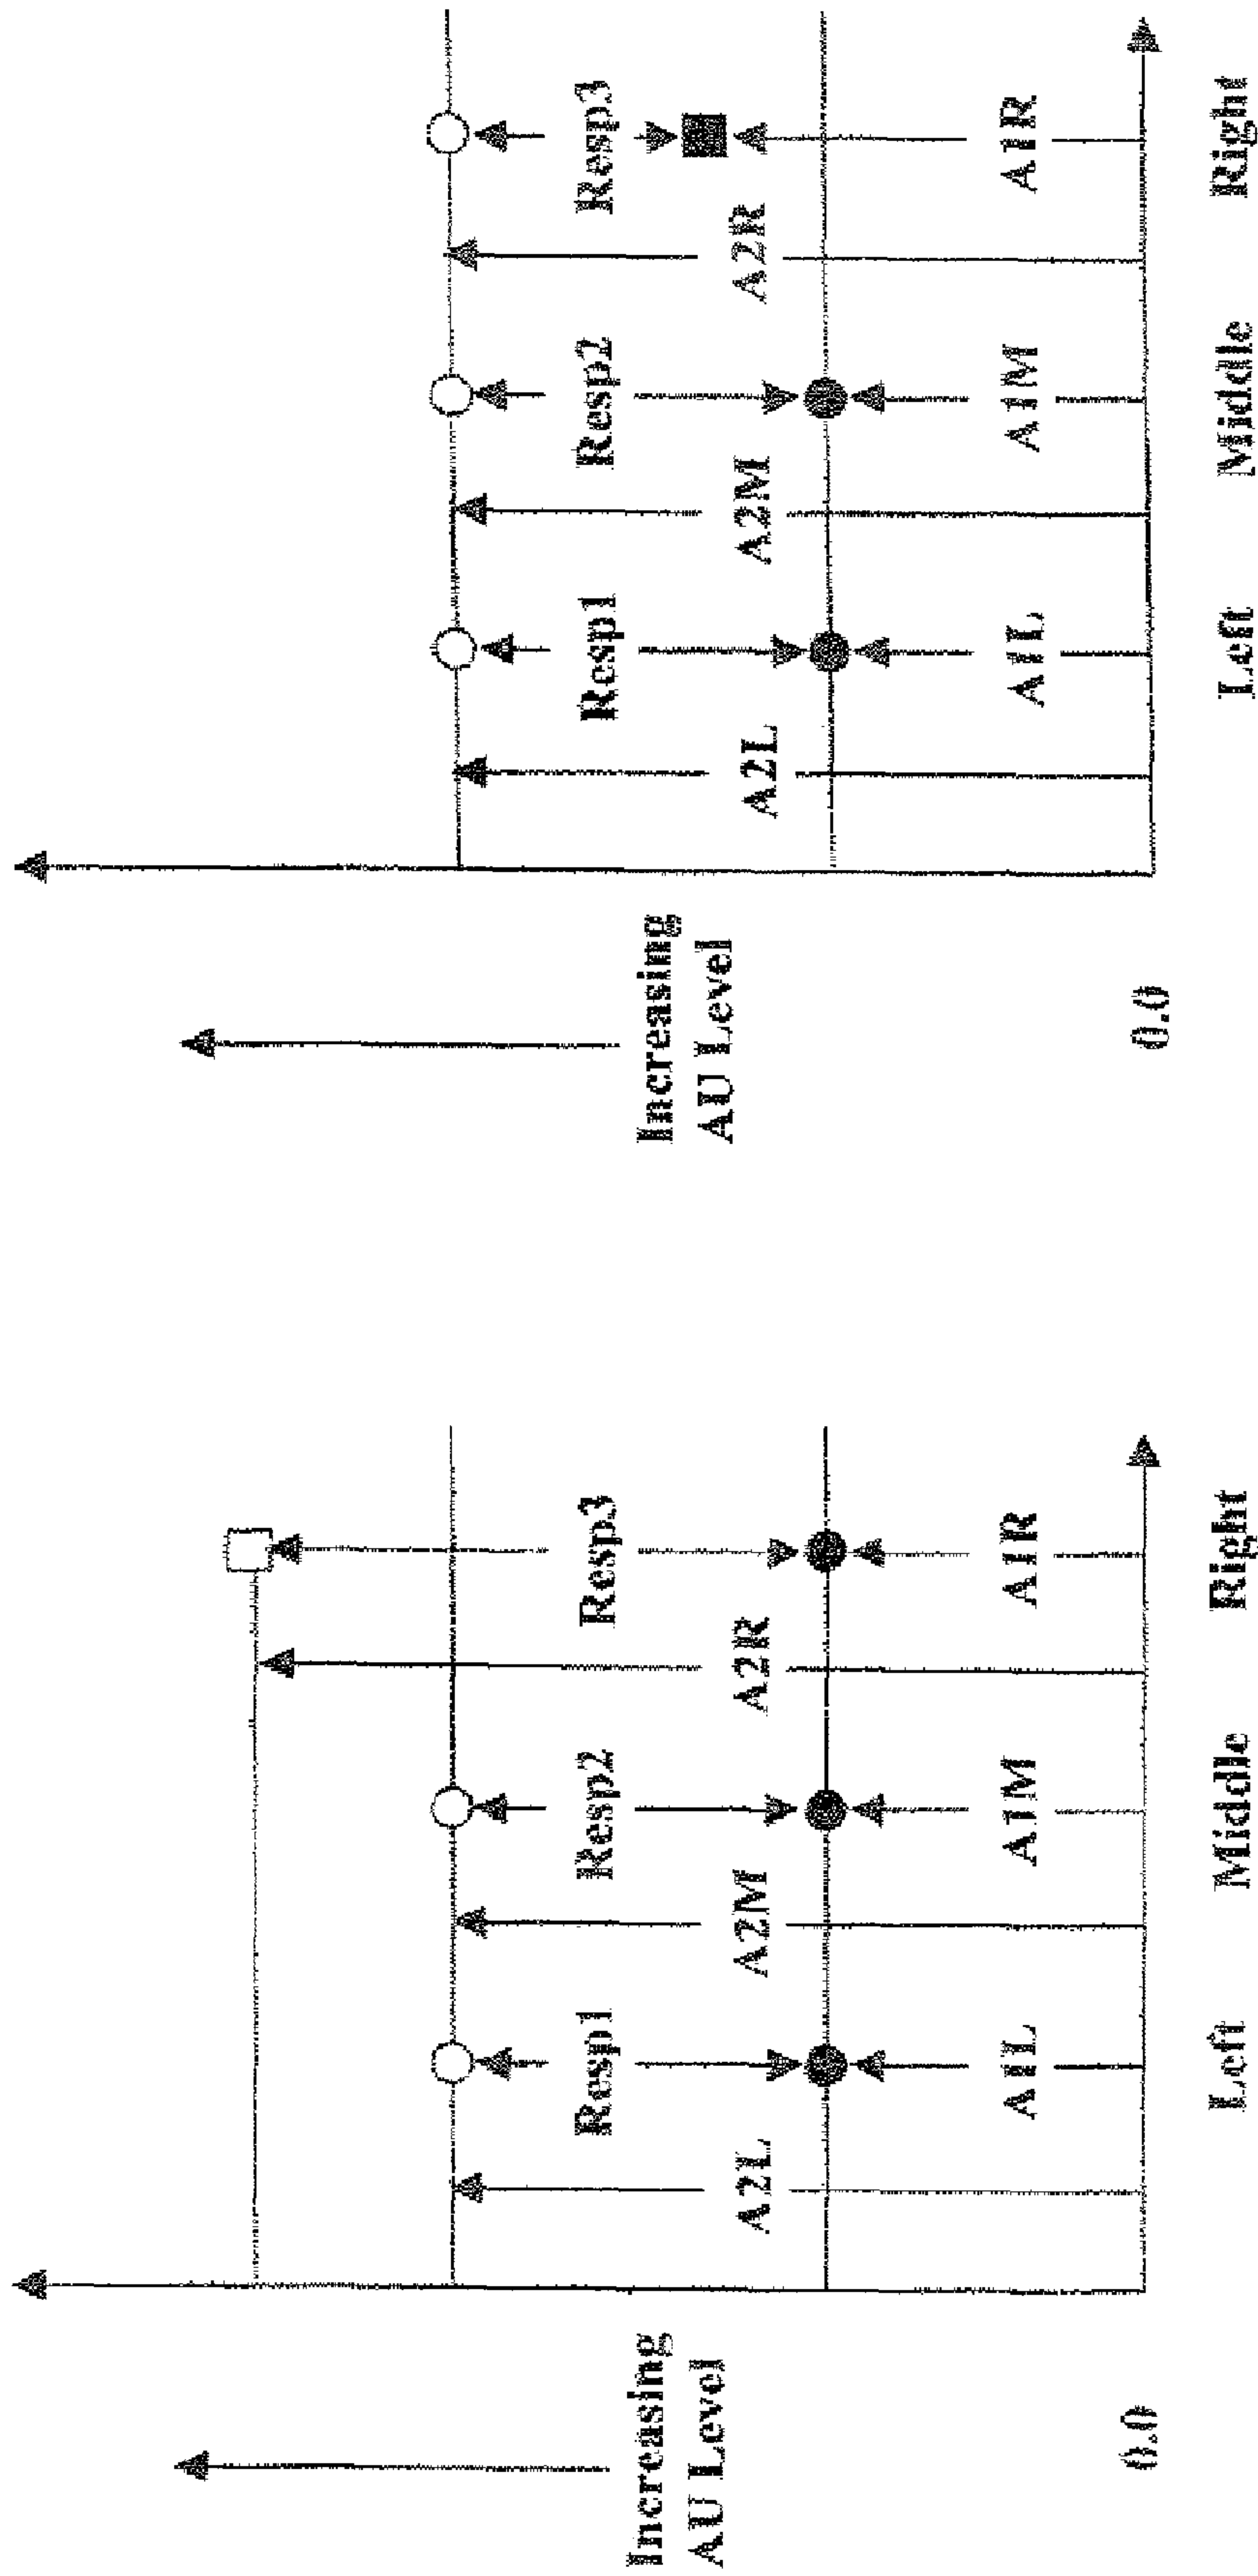 Increasing
AU Level
0.0
Resp1
Resp2
Resp3
A2L
A2M
A2R
A1L
A1M
A1R
Left
Middle
Right
Increasing
AU Level
0.0
Resp1
Resp2
Resp3
A2L
A2M
A2R
A1L
A1M
A1R
Left
Middle
Right